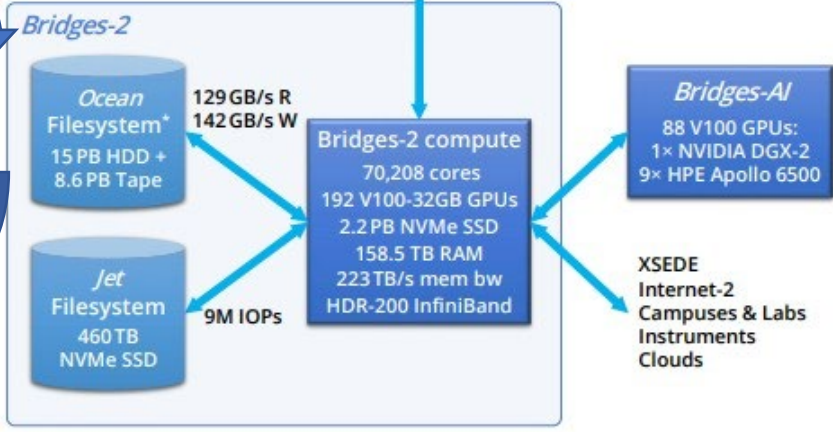 Bridges-2
Ocean
Filesystem*
15 PB HDD +
8.6 PB Tape
129 GB/s R
142 GB/s W
Jet
Filesystem
460 TB
NVMe SSD
9M IOPs
Bridges-2 compute
70,208 cores
192 V100-32GB GPUs
2.2 PB NVMe SSD
158.5 TB RAM
223 TB/s mem bw
HDR-200 InfiniBand
Bridges-AI
88 V100 GPUs:
1× NVIDIA DGX-2
9× HPE Apollo 6500
XSEDE
Internet-2
Campuses & Labs
Instruments
Clouds